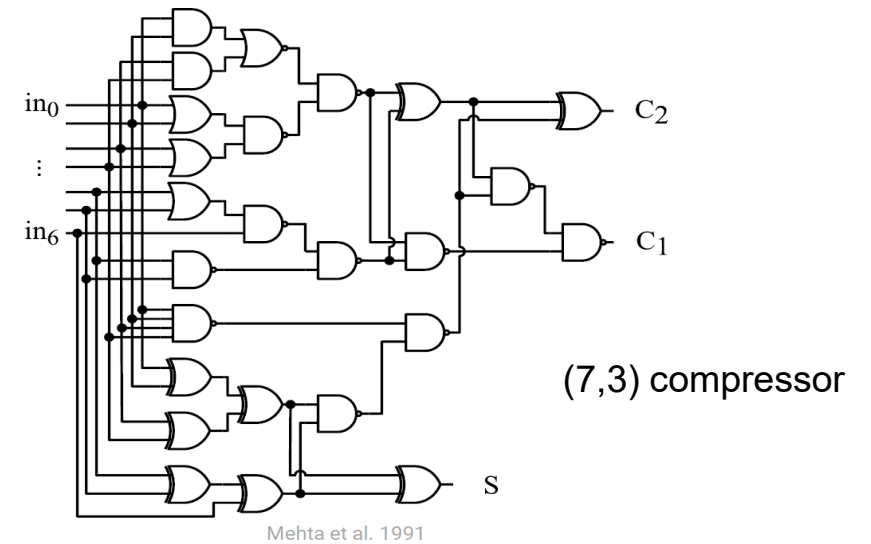 in0
C2
⋮
in6
C1
(7,3) compressor
S
Mehta et al. 1991